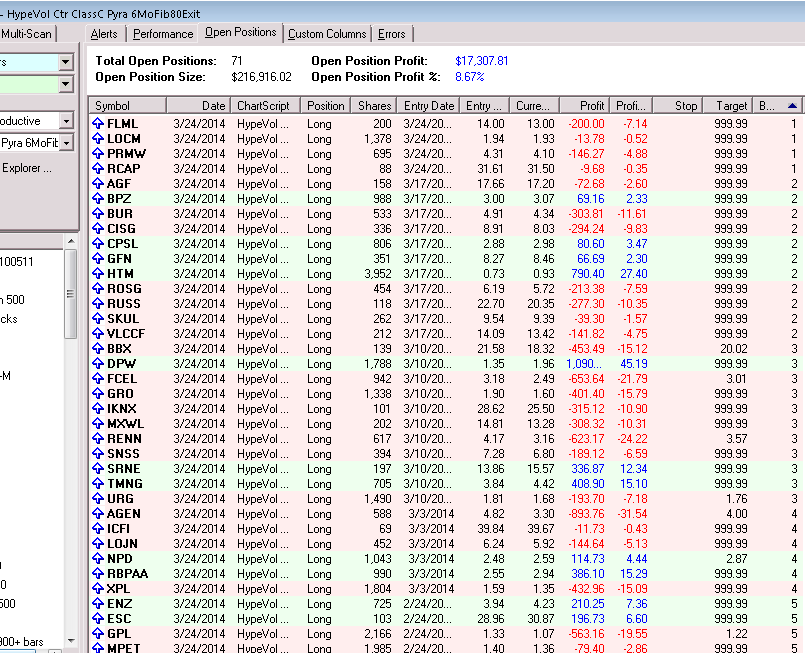 - HypeVol Ctr ClassC Pyra 6MoFib80Exit
Multi-Scan Alerts Performance Open Positions Custom Columns Errors
Total Open Positions: 71 Open Position Profit: $17,307.81
Open Position Size: $216,916.02 Open Position Profit %: 8.67%
rs
oductive
Pyra 6MoFit
Explorer ...
100511
n 500
cks
-M
0
500
900+ bars
Symbol Date ChartScript Position Shares Entry Date Entry ... Curre... Profit Profi... Stop Target B...
FLML 3/24/2014 HypeVol ... Long 200 3/24/20... 14.00 13.00 -200.00 -7.14 999.99 1
LOCM 3/24/2014 HypeVol ... Long 1,378 3/24/20... 1.94 1.93 -13.78 -0.52 999.99 1
PRMW 3/24/2014 HypeVol ... Long 695 3/24/20... 4.31 4.10 -146.27 -4.88 999.99 1
RCAP 3/24/2014 HypeVol ... Long 88 3/24/20... 31.61 31.50 -9.68 -0.35 999.99 1
AGF 3/24/2014 HypeVol ... Long 158 3/17/20... 17.66 17.20 -72.68 -2.60 999.99 2
BPZ 3/24/2014 HypeVol ... Long 988 3/17/20... 3.00 3.07 69.16 2.33 999.99 2
BUR 3/24/2014 HypeVol ... Long 533 3/17/20... 4.91 4.34 -303.81 -11.61 999.99 2
CISG 3/24/2014 HypeVol ... Long 336 3/17/20... 8.91 8.03 -294.24 -9.83 999.99 2
CPSL 3/24/2014 HypeVol ... Long 806 3/17/20... 2.88 2.98 80.60 3.47 999.99 2
GFN 3/24/2014 HypeVol ... Long 351 3/17/20... 8.27 8.46 66.69 2.30 999.99 2
HTM 3/24/2014 HypeVol ... Long 3,952 3/17/20... 0.73 0.93 790.40 27.40 999.99 2
ROSG 3/24/2014 HypeVol ... Long 454 3/17/20... 6.19 5.72 -213.38 -7.59 999.99 2
RUSS 3/24/2014 HypeVol ... Long 118 3/17/20... 22.70 20.35 -277.30 -10.35 999.99 2
SKUL 3/24/2014 HypeVol ... Long 262 3/17/20... 9.54 9.39 -39.30 -1.57 999.99 2
VLCCF 3/24/2014 HypeVol ... Long 212 3/17/20... 14.09 13.42 -141.82 -4.75 999.99 2
BBX 3/24/2014 HypeVol ... Long 139 3/10/20... 21.58 18.32 -453.49 -15.12 20.02 3
DPW 3/24/2014 HypeVol ... Long 1,788 3/10/20... 1.35 1.96 1,090... 45.19 999.99 3
FCEL 3/24/2014 HypeVol ... Long 942 3/10/20... 3.18 2.49 -653.64 -21.79 3.01 3
GRO 3/24/2014 HypeVol ... Long 1,338 3/10/20... 1.90 1.60 -401.40 -15.79 999.99 3
IKNX 3/24/2014 HypeVol ... Long 101 3/10/20... 28.62 25.50 -315.12 -10.90 999.99 3
MXWL 3/24/2014 HypeVol ... Long 202 3/10/20... 14.81 13.28 -308.32 -10.31 999.99 3
RENN 3/24/2014 HypeVol ... Long 617 3/10/20... 4.17 3.16 -623.17 -24.22 3.57 3
SNSS 3/24/2014 HypeVol ... Long 394 3/10/20... 7.28 6.80 -189.12 -6.59 999.99 3
SRNE 3/24/2014 HypeVol ... Long 197 3/10/20... 13.86 15.57 336.87 12.34 999.99 3
TMNG 3/24/2014 HypeVol ... Long 705 3/10/20... 3.84 4.42 408.90 15.10 999.99 3
URG 3/24/2014 HypeVol ... Long 1,490 3/10/20... 1.81 1.68 -193.70 -7.18 1.76 3
AGEN 3/24/2014 HypeVol ... Long 588 3/3/2014 4.82 3.30 -893.76 -31.54 4.00 4
ICFI 3/24/2014 HypeVol ... Long 69 3/3/2014 39.84 39.67 -11.73 -0.43 999.99 4
LOJN 3/24/2014 HypeVol ... Long 452 3/3/2014 6.24 5.92 -144.64 -5.13 999.99 4
NPD 3/24/2014 HypeVol ... Long 1,043 3/3/2014 2.48 2.59 114.73 4.44 2.87 4
RBPAA 3/24/2014 HypeVol ... Long 990 3/3/2014 2.55 2.94 386.10 15.29 999.99 4
XPL 3/24/2014 HypeVol ... Long 1,804 3/3/2014 1.59 1.35 -432.96 -15.09 999.99 4
ENZ 3/24/2014 HypeVol ... Long 725 2/24/20... 3.94 4.23 210.25 7.36 999.99 5
ESC 3/24/2014 HypeVol ... Long 103 2/24/20... 28.96 30.87 196.73 6.60 999.99 5
GPL 3/24/2014 HypeVol ... Long 2,166 2/24/20... 1.33 1.07 -563.16 -19.55 1.22 5
MPET 3/24/2014 HypeVol ... Long 1,985 2/24/20... 1.40 1.36 -79.40 -2.86 999.99 5